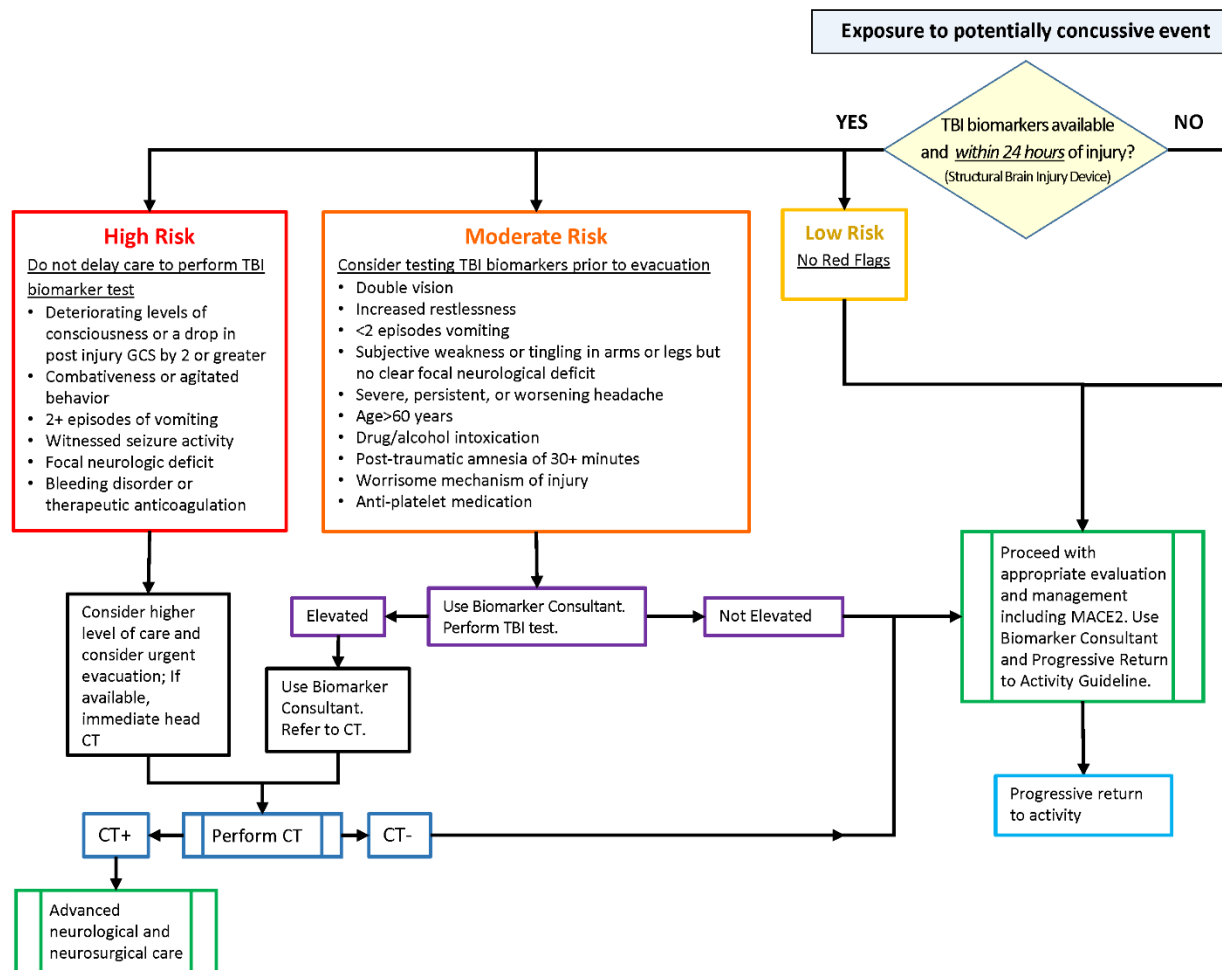 Exposure to potentially concussive event
YES
TBI biomarkers available
and within 24 hours of injury?
(Structural Brain Injury Device)
NO
High Risk
Do not delay care to perform TBI
biomarker test
• Deteriorating levels of
consciousness or a drop in
post injury GCS by 2 or greater
• Combativeness or agitated
behavior
• 2+ episodes of vomiting
• Witnessed seizure activity
• Focal neurologic deficit
• Bleeding disorder or
therapeutic anticoagulation
Moderate Risk
Consider testing TBI biomarkers prior to evacuation
• Double vision
• Increased restlessness
• <2 episodes vomiting
• Subjective weakness or tingling in arms or legs but
no clear focal neurological deficit
• Severe, persistent, or worsening headache
• Age>60 years
• Drug/alcohol intoxication
• Post-traumatic amnesia of 30+ minutes
• Worrisome mechanism of injury
• Anti-platelet medication
Low Risk
No Red Flags
Consider higher
level of care and
consider urgent
evacuation; If
available,
immediate head
CT
Elevated
Use Biomarker Consultant.
Perform TBI test.
Not Elevated
Use Biomarker
Consultant.
Refer to CT.
Proceed with
appropriate evaluation
and management
including MACE2. Use
Biomarker Consultant
and Progressive Return
to Activity Guideline.
Progressive return
to activity
CT+
Perform CT
CT-
Advanced
neurological and
neurosurgical care